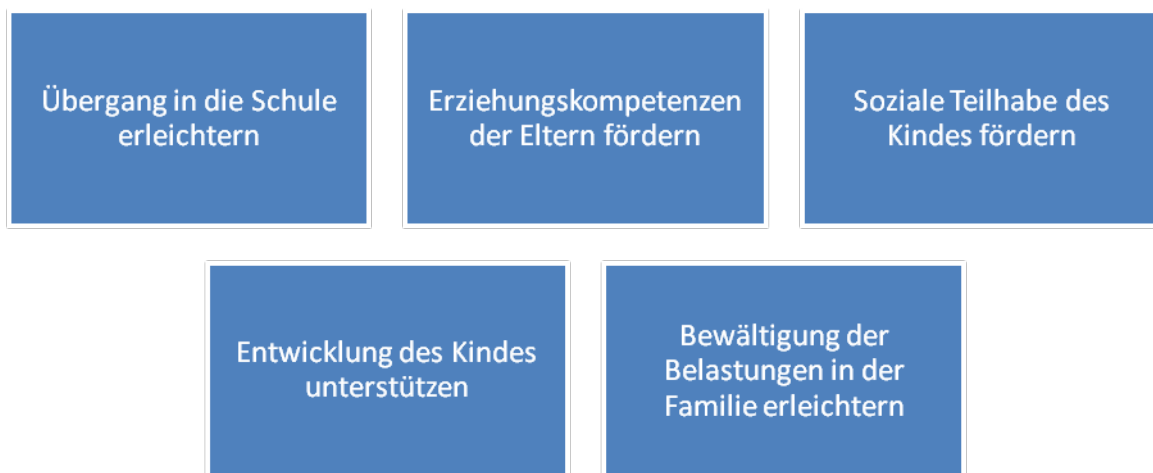 Übergang in die Schule
erleichtern
Erziehungskompetenzen
der Eltern fördern
Soziale Teilhabe des
Kindes fördern
Entwicklung des Kindes
unterstützen
Bewältigung der
Belastungen in der
Familie erleichtern